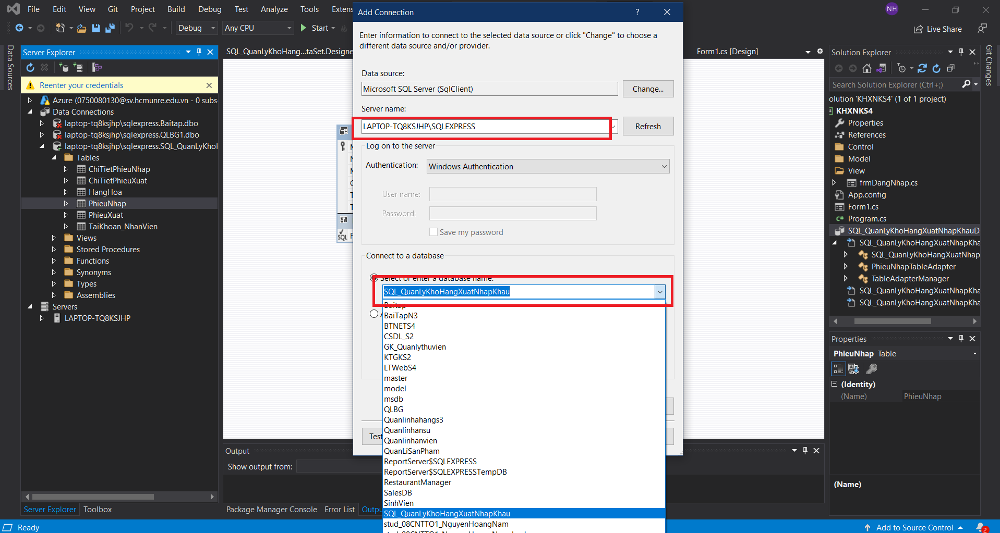 File Edit View Git Project Build Debug Test Analyze Tools Extens
NH
Debug Any CPU Start Live Share
Data Sources
Server Explorer
Reenter your credentials
Azure (0750080130@sv.hcmunre.edu.vn - 0 subs
Data Connections
laptop-tq8ksjhp\sqlexpress.Baitap.dbo
laptop-tq8ksjhp\sqlexpress.QLBG1.dbo
laptop-tq8ksjhp\sqlexpress.SQL_QuanLyKhol
Tables
ChiTietPhieuNhap
ChiTietPhieuXuat
HangHoa
PhieuNhap
PhieuXuat
TaiKhoan_NhanVien
Views
Stored Procedures
Functions
Synonyms
Types
Assemblies
Servers
LAPTOP-TQ8KSJHP
Server Explorer Toolbox
SQL_QuanLyKhoHang...taSet.Designe
Form1.cs [Design]
SQL
Add Connection
?
Enter information to connect to the selected data source or click "Change" to choose a
different data source and/or provider.
Data source:
Microsoft SQL Server (SqlClient)
Change...
Server name:
LAPTOP-TQ8KSJHP\SQLEXPRESS
Refresh
Log on to the server
Authentication: Windows Authentication
User name:
Password:
Save my password
Connect to a database
Select or enter a database name:
SQL_QuanLyKhoHangXuatNhapKhau
Baitap
BaiTapN3
BTNETS4
CSDL_S2
GK_Quanlythuvien
KTGKS2
LTWebS4
master
model
msdb
QLBG
Quanlinhahangs3
Quanlinhansu
Quanlinhanvien
QuanLiSanPham
ReportServer$SQLEXPRESS
ReportServer$SQLEXPRESSTempDB
RestaurantManager
SalesDB
SinhVien
SQL_QuanLyKhoHangXuatNhapKhau
stud_08CNTTO1_NguyenHoangNam
Test
Output
Show output from:
Package Manager Console Error List Outpu
Solution Explorer
Search Solution Explorer (Ctrl+;)
olution 'KHXNKS4' (1 of 1 project)
KHXNKS4
Properties
References
Control
Model
View
frmDangNhap.cs
App.config
Form1.cs
C# Program.cs
SQL_QuanLyKhoHangXuatNhapKhauD
SQL_QuanLyKhoHangXuatNhapKha
SQL_QuanLyKhoHangXuatNhap
PhieuNhapTableAdapter
TableAdapterManager
SQL_QuanLyKhoHangXuatNhapKha
SQL_QuanLyKhoHangXuatNhapKha
Git Changes
Properties
PhieuNhap Table
(Identity)
(Name) PhieuNhap
(Name)
Ready
Add to Source Control
2